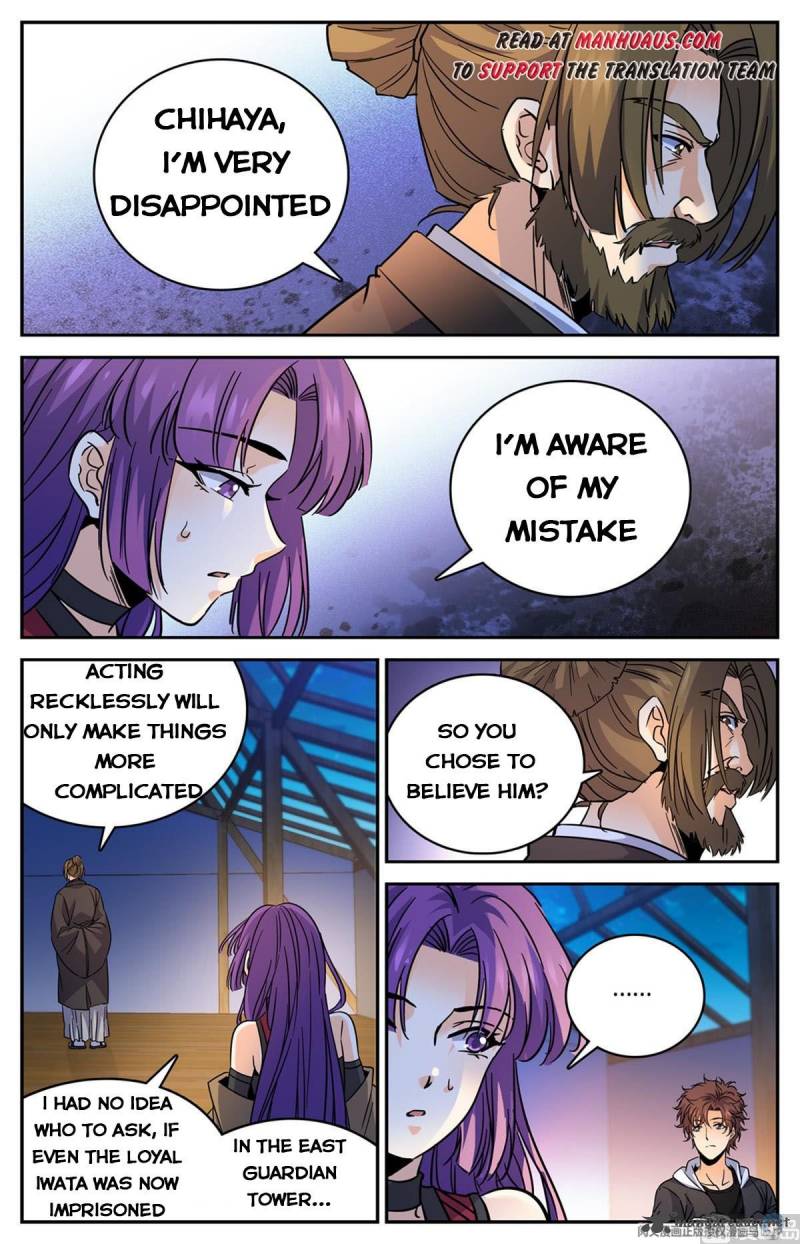 READ AT MANHUAUS.COM
TO SUPPORT THE TRANSLATION TEAM
CHIHAYA,
I'M VERY
DISAPPOINTED
I'M AWARE
OF MY
MISTAKE
ACTING
RECKLESSLY WILL
ONLY MAKE THINGS
MORE
COMPLICATED
SO YOU
CHOSE TO
BELIEVE HIM?
I HAD NO IDEA
WHO TO ASK, IF
EVEN THE LOYAL
IWATA WAS NOW
IMPRISONED
IN THE EAST
GUARDIAN
TOWER...
......